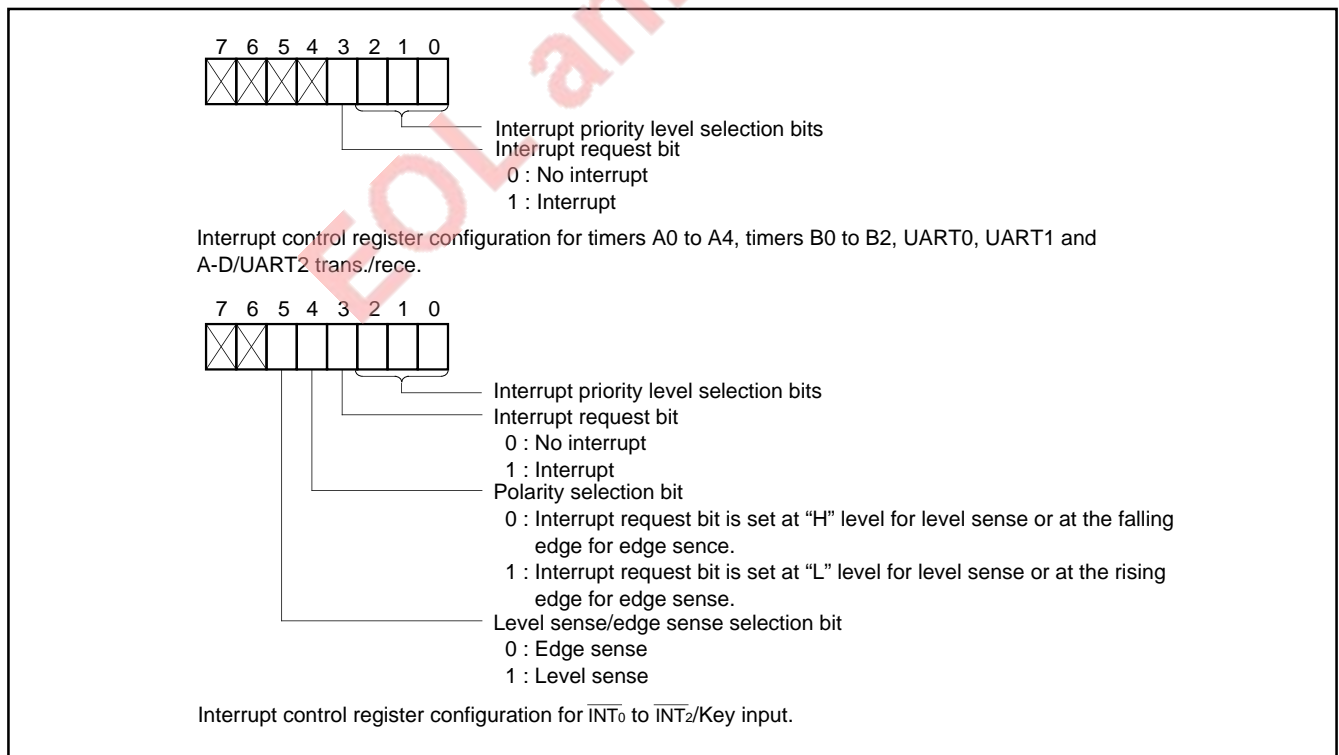 EOL an
7 6 5 4 3 2 1 0
Interrupt priority level selection bits
Interrupt request bit
0 : No interrupt
1 : Interrupt
Interrupt control register configuration for timers A0 to A4, timers B0 to B2, UART0, UART1 and
A-D/UART2 trans./rece.
7 6 5 4 3 2 1 0
Interrupt priority level selection bits
Interrupt request bit
0 : No interrupt
1 : Interrupt
Polarity selection bit
0 : Interrupt request bit is set at “H” level for level sense or at the falling
edge for edge sence.
1 : Interrupt request bit is set at “L” level for level sense or at the rising
edge for edge sense.
Level sense/edge sense selection bit
0 : Edge sense
1 : Level sense
Interrupt control register configuration for INT0 to INT2/Key input.